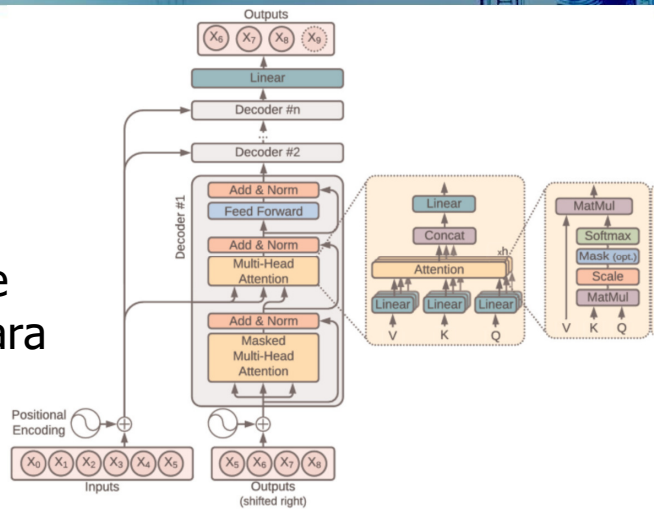 Outputs
X6 X7 X8 X9
Linear
Decoder #n
...
Decoder #2
Decoder #1
Add & Norm
Feed Forward
Add & Norm
Multi-Head
Attention
Add & Norm
Masked
Multi-Head
Attention
Positional
Encoding
X0 X1 X2 X3 X4 X5
Inputs
X5 X6 X7 X8
Outputs
(shifted right)
Linear
Concat
xh
Attention
Linear Linear Linear
V K Q
MatMul
Softmax
Mask (opt.)
Scale
MatMul
V K Q
e
ara